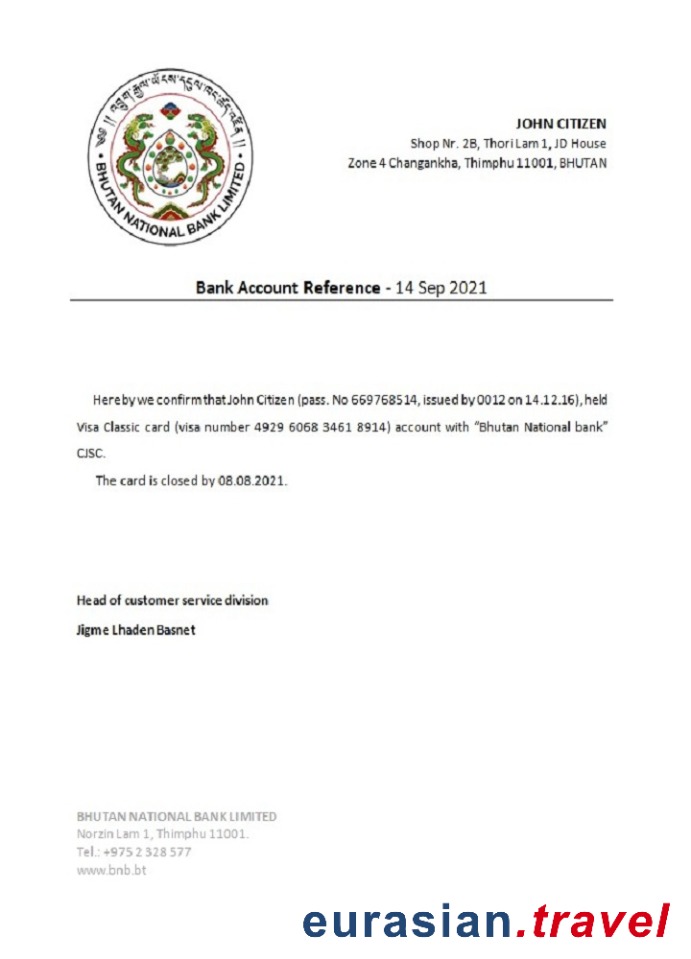 འབྲུག་རྒྱལ་ཡོངས་དངུལ་ཁང་
• BHUTAN NATIONAL BANK LIMITED •
JOHN CITIZEN
Shop Nr. 2B, Thori Lam 1, JD House
Zone 4 Changankha, Thimphu 11001, BHUTAN
Bank Account Reference - 14 Sep 2021
Hereby we confirm that John Citizen (pass. No 669768514, issued by 0012 on 14.12.16), held
Visa Classic card (visa number 4929 6068 3461 8914) account with “Bhutan National bank”
CJSC.
The card is closed by 08.08.2021.
Head of customer service division
Jigme Lhaden Basnet
BHUTAN NATIONAL BANK LIMITED
Norzin Lam 1, Thimphu 11001.
Tel.: +975 2 328 577
www.bnb.bt
eurasian.travel